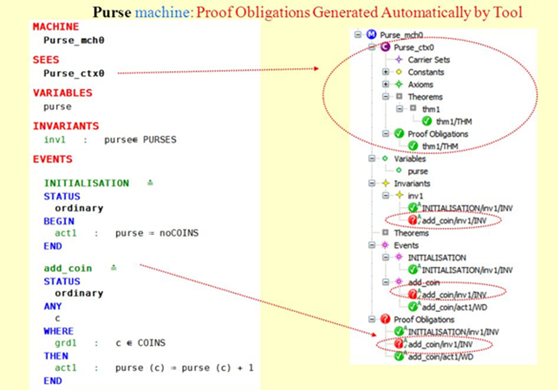 Purse machine: Proof Obligations Generated Automatically by Tool
MACHINE
Purse_mch0
SEES
Purse_ctx0
VARIABLES
purse
INVARIANTS
inv1 : purse∈ PURSES
EVENTS
INITIALISATION ≙
STATUS
ordinary
BEGIN
act1 : purse ≔ noCOINS
END
add_coin ≙
STATUS
ordinary
ANY
c
WHERE
grd1 : c ∈ COINS
THEN
act1 : purse (c) ≔ purse (c) + 1
END
M Purse_mch0
C Purse_ctx0
Carrier Sets
Constants
Axioms
Theorems
thm1
thm1/THM
Proof Obligations
thm1/THM
Variables
purse
Invariants
inv1
INITIALISATION/inv1/INV
add_coin/inv1/INV
Theorems
Events
INITIALISATION
INITIALISATION/inv1/INV
add_coin
add_coin/inv1/INV
add_coin/act1/WD
Proof Obligations
INITIALISATION/inv1/INV
add_coin/inv1/INV
add_coin/act1/WD